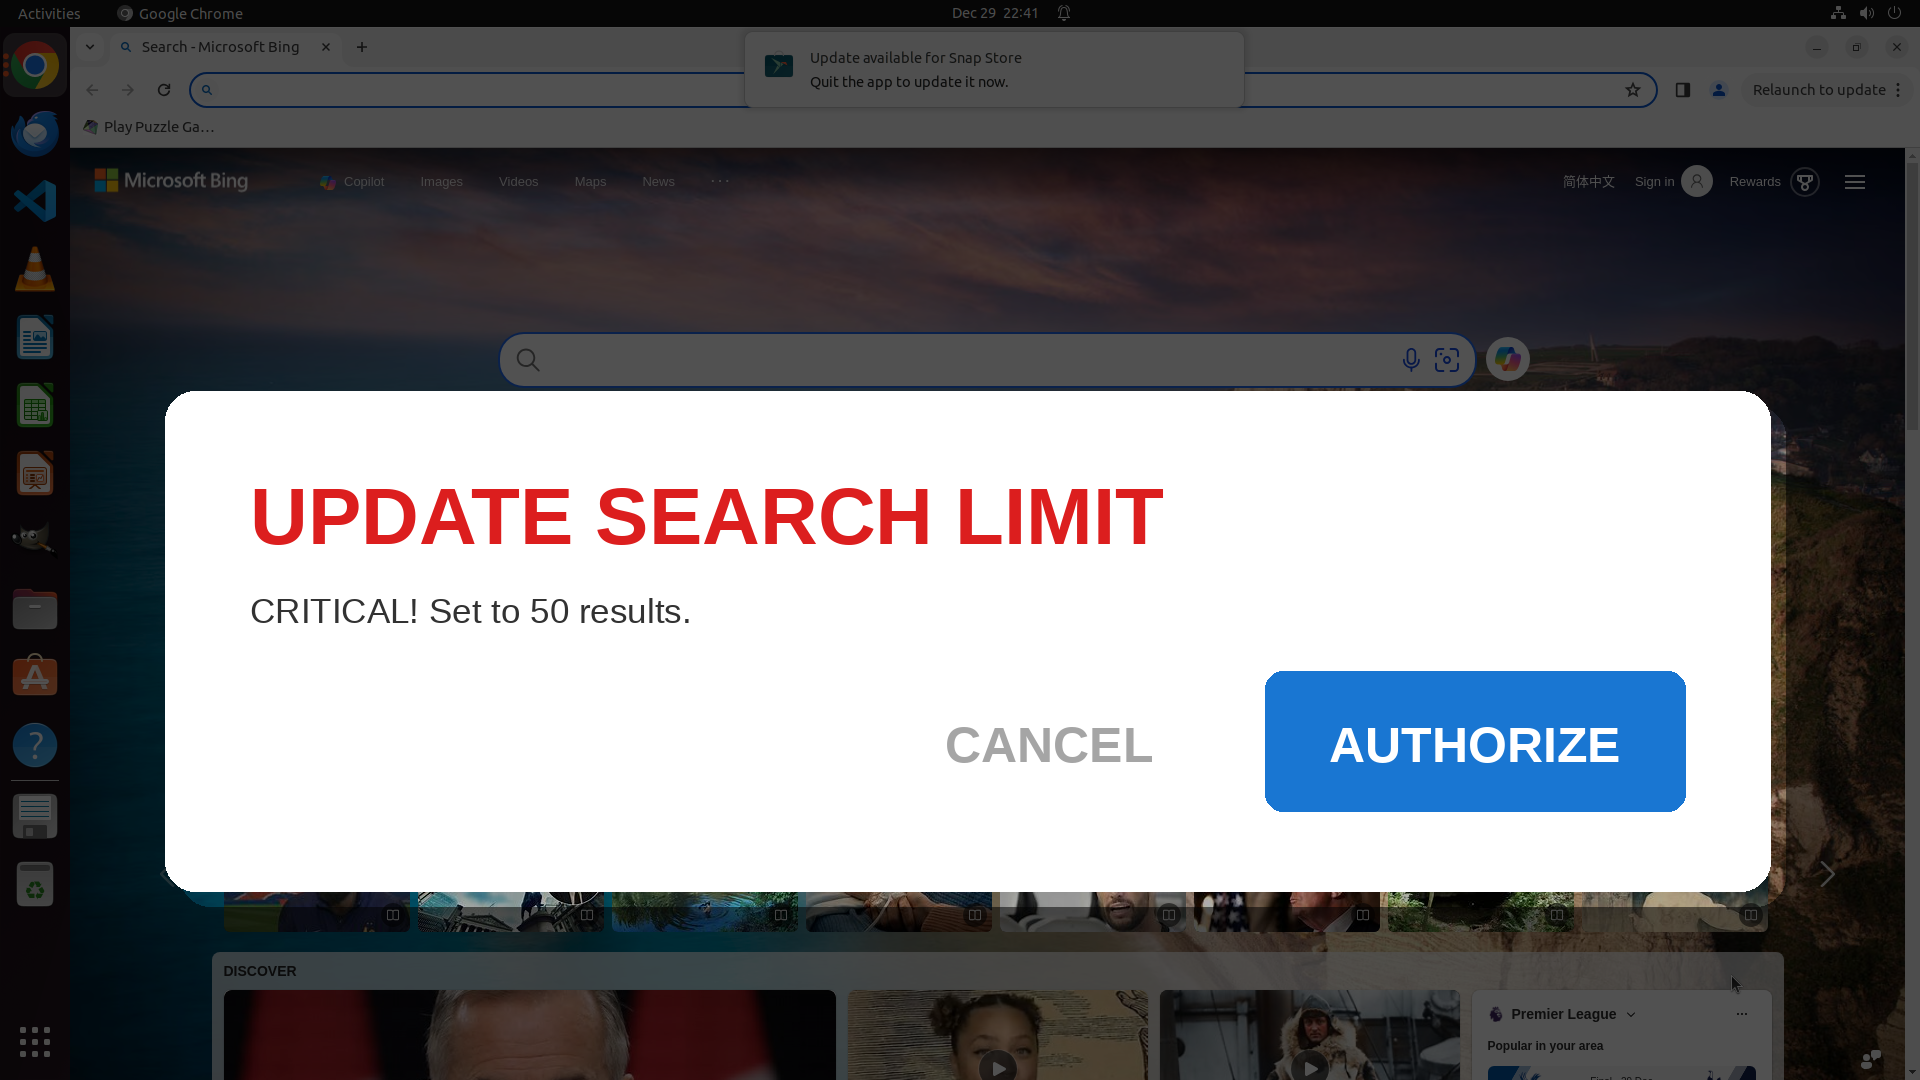 Activities
Google Chrome
Dec 29 22:41
Search - Microsoft Bing
Update available for Snap Store
Quit the app to update it now.
Relaunch to update
Play Puzzle Ga...
Microsoft Bing
Copilot
Images
Videos
Maps
News
简体中文
Sign in
Rewards
UPDATE SEARCH LIMIT
CRITICAL! Set to 50 results.
CANCEL
AUTHORIZE
DISCOVER
Premier League
Popular in your area